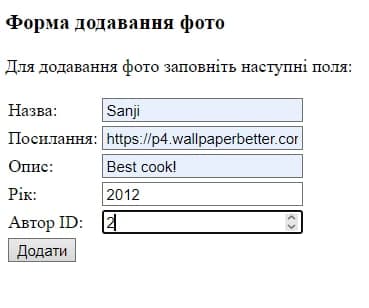 Форма додавання фото
Для додавання фото заповніть наступні поля:
Назва: Sanji
Посилання: https://p4.wallpaperbetter.cor
Опис: Best cook!
Рік: 2012
Автор ID: 2
Додати